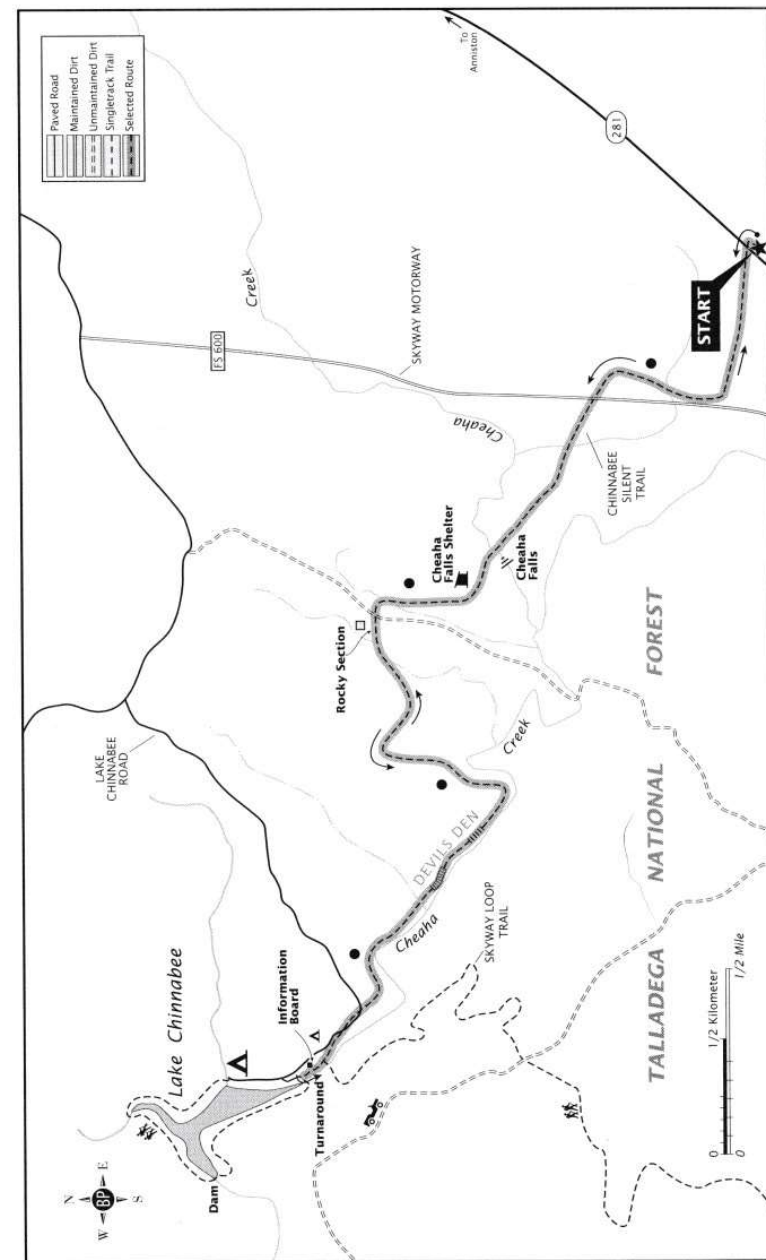 Paved Road
Maintained Dirt
Unmaintained Dirt
Singletrack Trail
Selected Route
To
Anniston
281
Creek
FS 600
SKYWAY MOTORWAY
Cheaha
START
CHINNABEE
SILENT
TRAIL
Cheaha
Falls Shelter
Cheaha
Falls
Rocky Section
LAKE
CHINNABEE
ROAD
Creek
DEVILS DEN
Cheaha
SKYWAY LOOP
TRAIL
Lake Chinnabee
Information
Board
Turnaround
Dam
N
E
S
W
BP
TALLADEGA NATIONAL FOREST
0 1/2 Kilometer
0 1/2 Mile